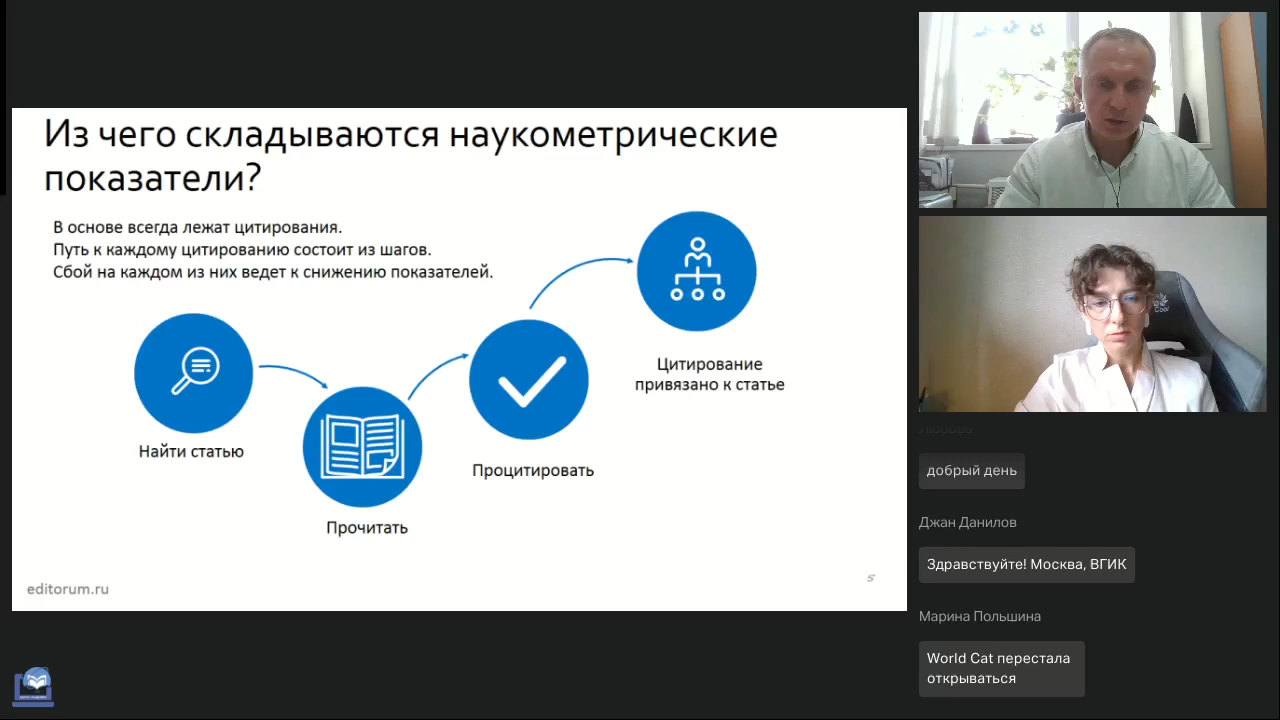 Из чего складываются наукометрические
показатели?
В основе всегда лежат цитирования.
Путь к каждому цитированию состоит из шагов.
Сбой на каждом из них ведет к снижению показателей.
Найти статью
Прочитать
Процитировать
Цитирование
привязано к статье
editorum.ru
5
Cool
Любовь
добрый день
Джан Данилов
Здравствуйте! Москва, ВГИК
Марина Польшина
World Cat перестала
открываться